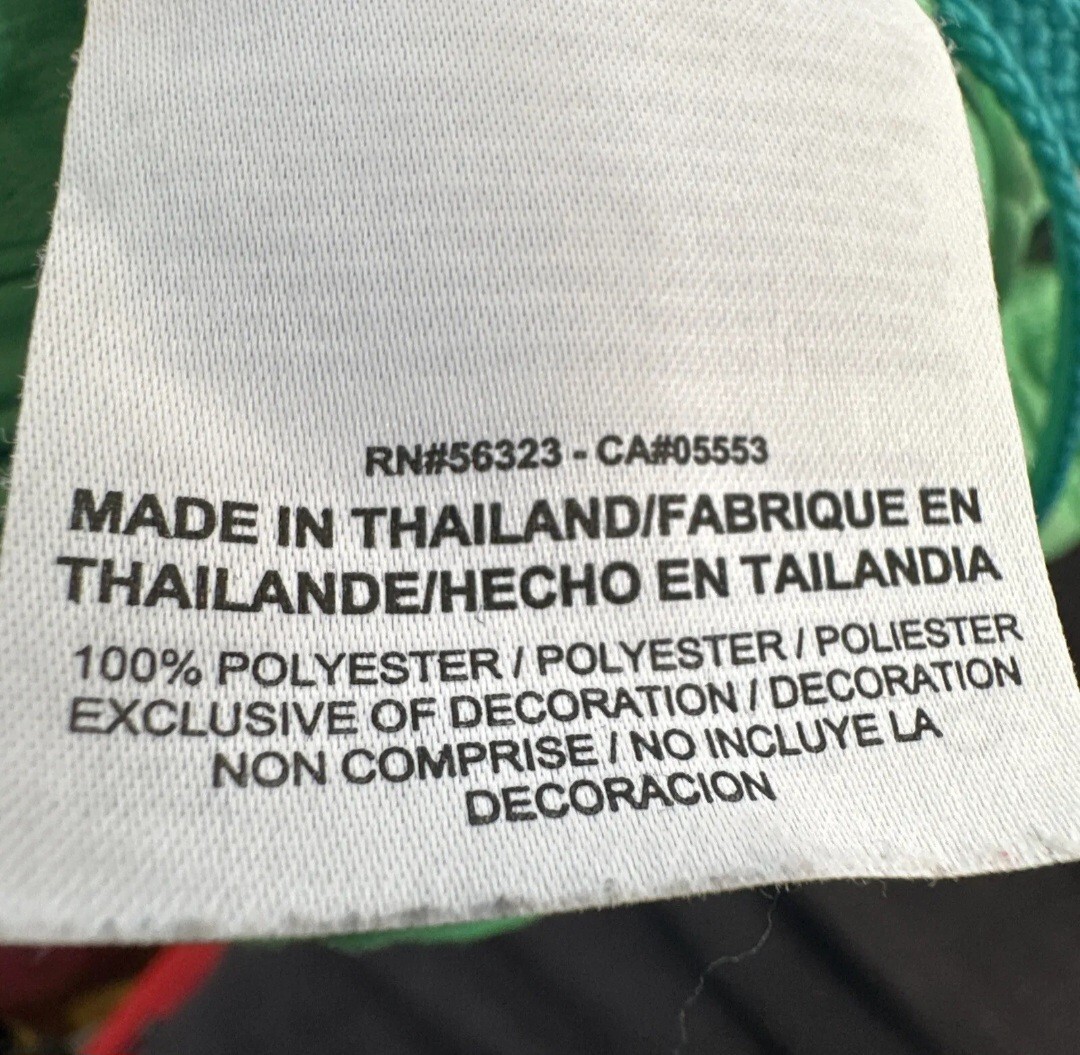 RN#56323 - CA#05553
MADE IN THAILAND/FABRIQUE EN
THAILANDE/HECHO EN TAILANDIA
100% POLYESTER / POLYESTER / POLIESTER
EXCLUSIVE OF DECORATION / DECORATION
NON COMPRISE / NO INCLUYE LA
DECORACION